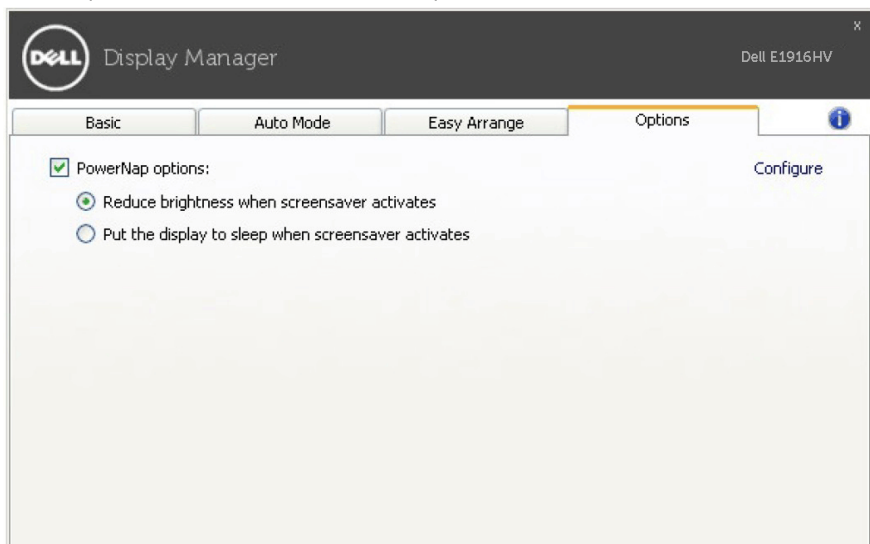 DELL Display Manager
x
Dell E1916HV
Basic Auto Mode Easy Arrange Options
PowerNap options: Configure
Reduce brightness when screensaver activates
Put the display to sleep when screensaver activates